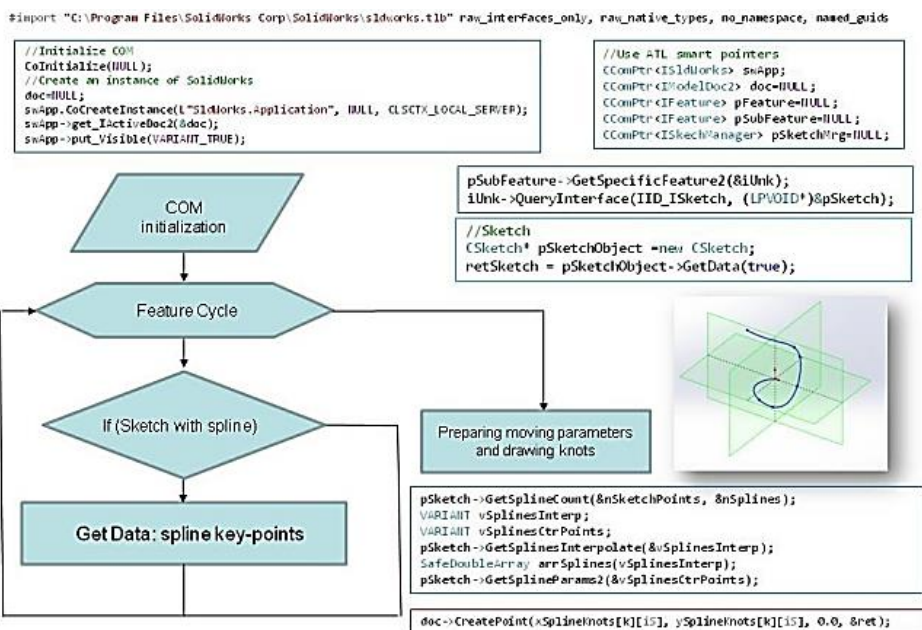 #import "C:\Program Files\SolidWorks Corp\SolidWorks\sldworks.tlb" raw_interfaces_only, raw_native_types, no_namespace, named_guids
//Initialize COM
CoInitialize(NULL);
//Create an instance of SolidWorks
doc=NULL;
swApp.CoCreateInstance(L"SldWorks.Application", NULL, CLSCTX_LOCAL_SERVER);
swApp->get_IActiveDoc2(&doc);
swApp->put_Visible(VARIANT_TRUE);
//Use ATL smart pointers
CComPtr<ISldWorks> swApp;
CComPtr<IModelDoc2> doc=NULL;
CComPtr<IFeature> pFeature=NULL;
CComPtr<IFeature> pSubFeature=NULL;
CComPtr<ISkechManager> pSketchMrg=NULL;
pSubFeature->GetSpecificFeature2(&iUnk);
iUnk->QueryInterface(IID_ISketch, (LPVOID*)&pSketch);
//Sketch
CSketch* pSketchObject =new CSketch;
retSketch = pSketchObject->GetData(true);
COM
initialization
Feature Cycle
If (Sketch with spline)
Preparing moving parameters
and drawing knots
Get Data: spline key-points
pSketch->GetSplineCount(&nSketchPoints, &nSplines);
VARIANT vSplinesInterp;
VARIANT vSplinesCtrPoints;
pSketch->GetSplinesInterpolate(&vSplinesInterp);
SafeDoubleArray arrSplines(vSplinesInterp);
pSketch->GetSplineParams2(&vSplinesCtrPoints);
doc->CreatePoint(xSplineKnots[k][iS], ySplineKnots[k][iS], 0.0, &ret);